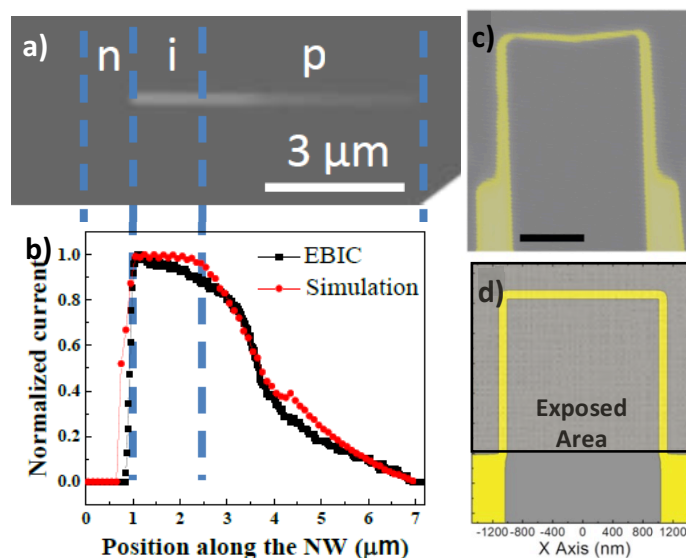 a)
n i p
3 µm
b)
EBIC
Simulation
Normalized current
1.0
0.8
0.6
0.4
0.2
0.0
0 1 2 3 4 5 6 7
Position along the NW (µm)
c)
d)
Exposed
Area
-1200 -800 -400 0 400 800 1200
X Axis (nm)